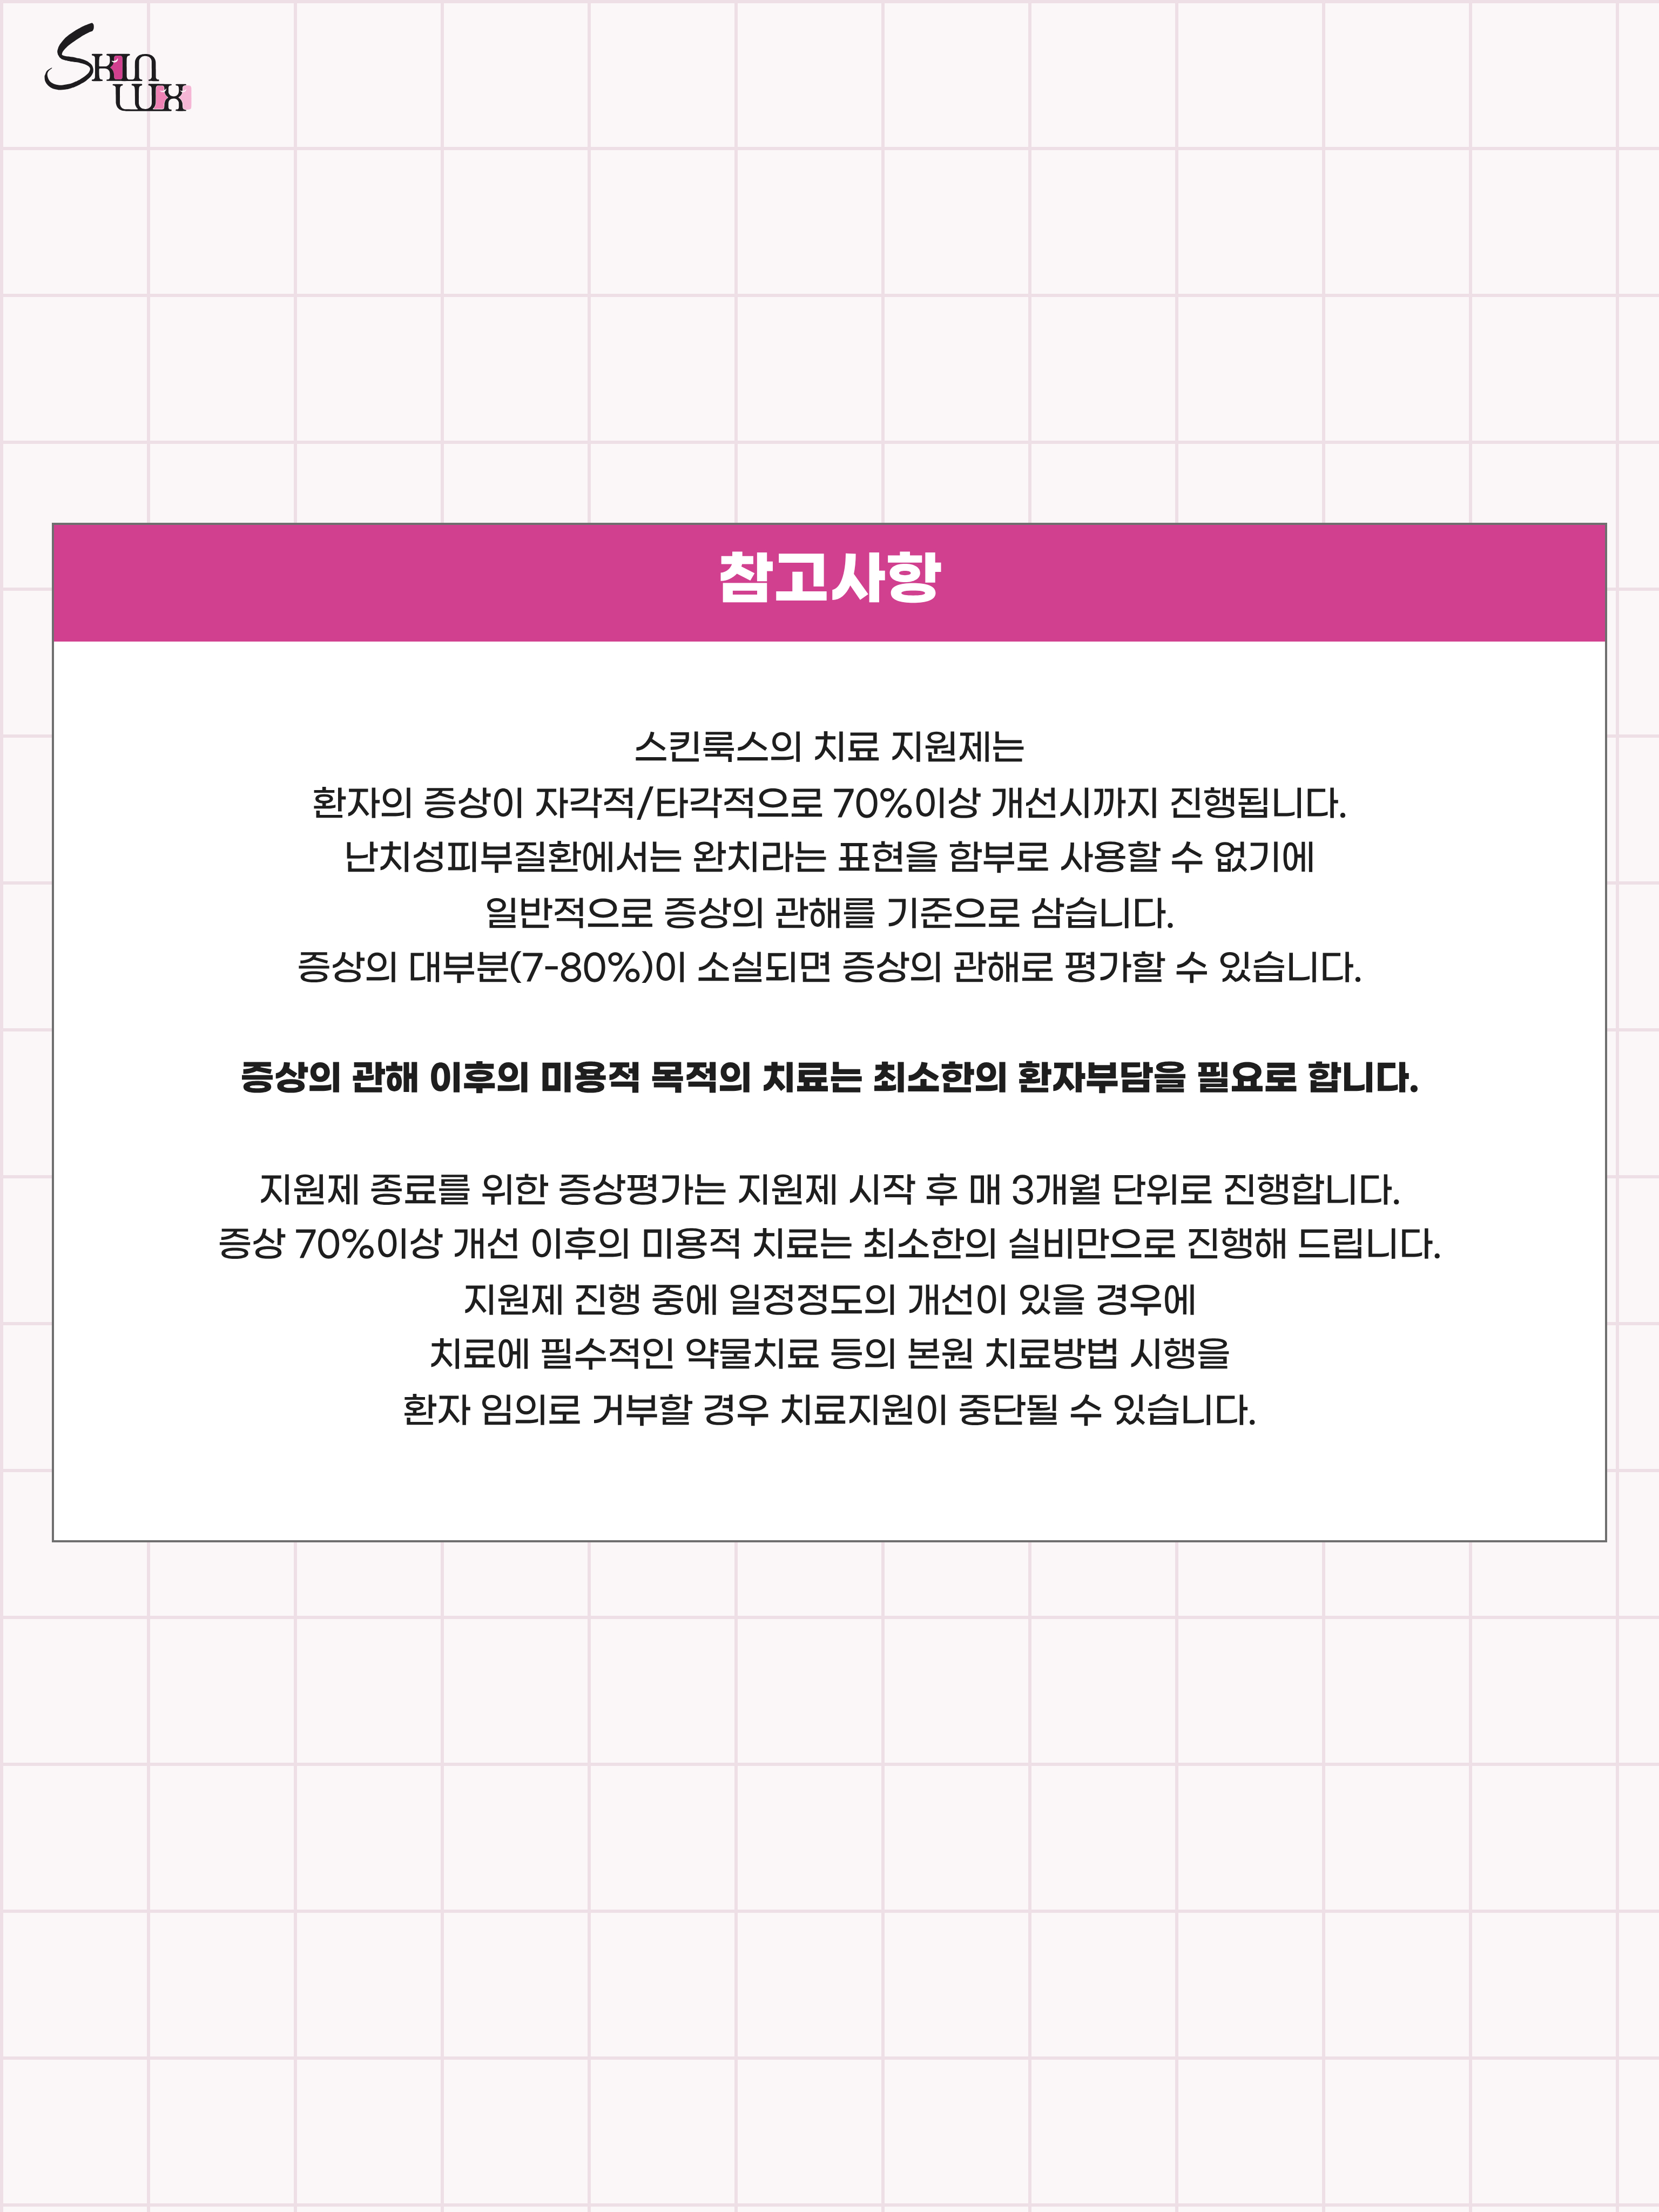 SKIN
LUX
참고사항
스킨룩스의 치료 지원제는
환자의 증상이 자각적/타각적으로 70%이상 개선시까지 진행됩니다.
난치성피부질환에서는 완치라는 표현을 함부로 사용할 수 없기에
일반적으로 증상의 관해를 기준으로 삼습니다.
증상의 대부분(7-80%)이 소실되면 증상의 관해로 평가할 수 있습니다.
증상의 관해 이후의 미용적 목적의 치료는 최소한의 환자부담을 필요로 합니다.
지원제 종료를 위한 증상평가는 지원제 시작 후 매 3개월 단위로 진행합니다.
증상 70%이상 개선 이후의 미용적 치료는 최소한의 실비만으로 진행해 드립니다.
지원제 진행 중에 일정정도의 개선이 있을 경우에
치료에 필수적인 약물치료 등의 본원 치료방법 시행을
환자 임의로 거부할 경우 치료지원이 중단될 수 있습니다.